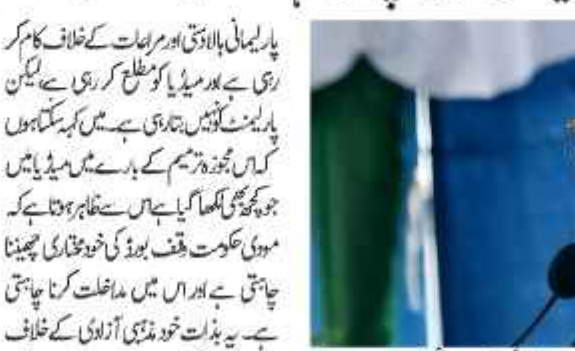 پارلیمانی بالادستی اور مراعات کے خلاف کام کر
رہی ہے اور میڈیا کو مطلع کر رہی ہے، لیکن
پارلیمنٹ کو نہیں بتا رہی ہے۔ میں کہہ سکتا ہوں
کہ اس مجوزہ ترمیم کے بارے میں میڈیا میں
جو کچھ بھی لکھا گیا ہے اس سے ظاہر ہوتا ہے کہ
مودی حکومت وقف بورڈ کی خود مختاری چھیننا
چاہتی ہے اور اس میں مداخلت کرنا چاہتی
ہے۔ یہ بذات خود مذہبی آزادی کے خلاف